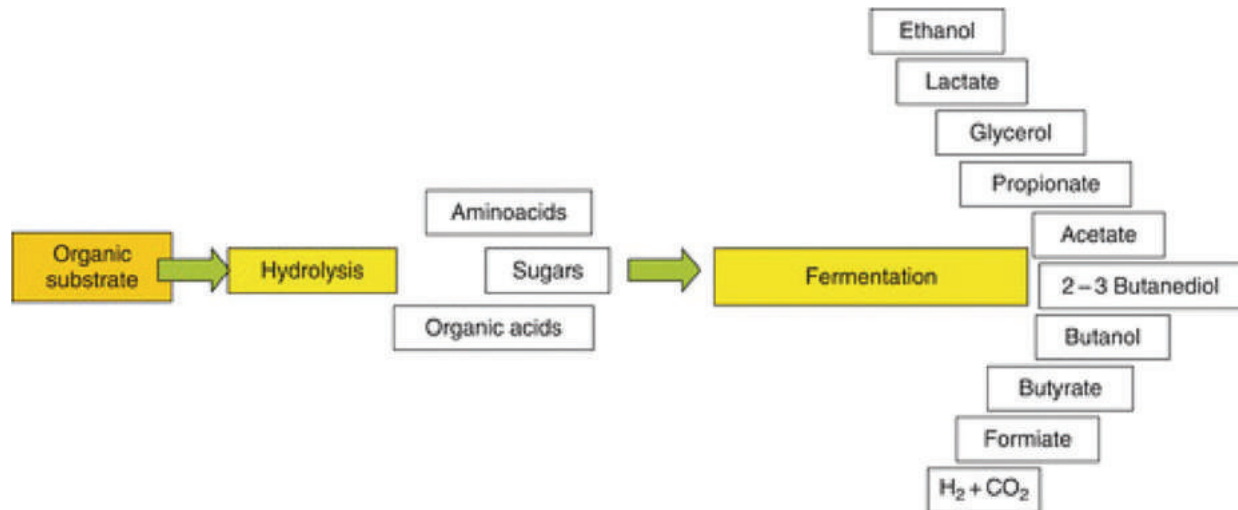 Organic
substrate
Hydrolysis
Aminoacids
Sugars
Organic acids
Fermentation
Ethanol
Lactate
Glycerol
Propionate
Acetate
2 – 3 Butanediol
Butanol
Butyrate
Formiate
H₂ + CO₂